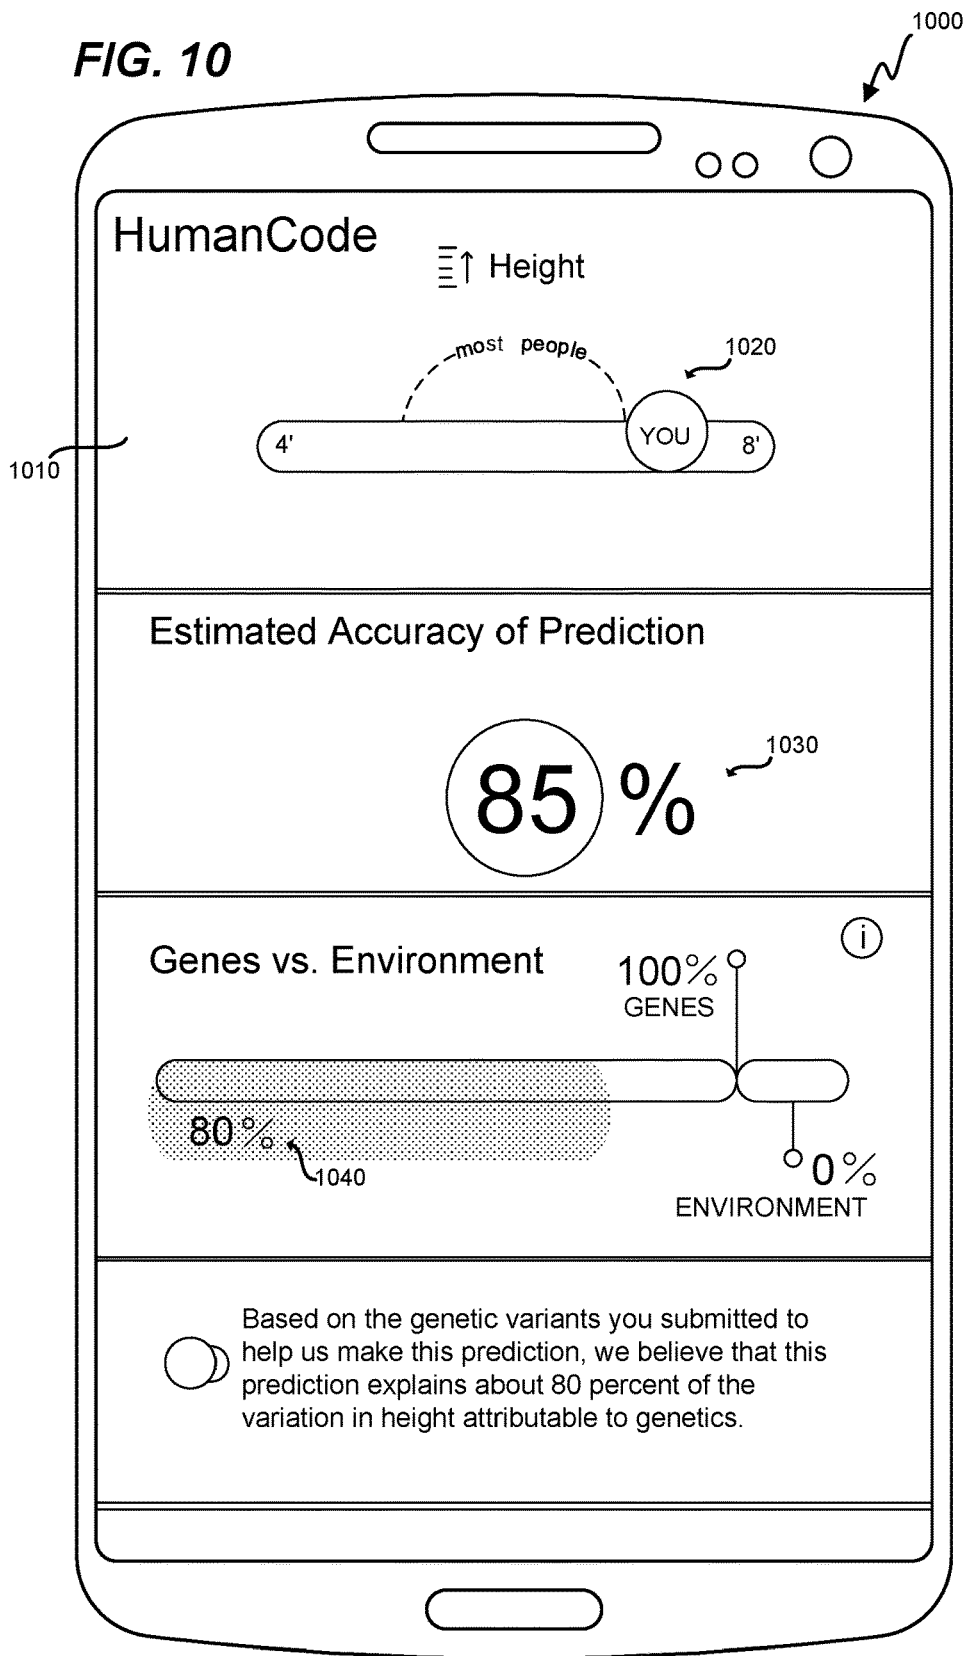 FIG. 10
1000
HumanCode
Height
most people
1020
4'
YOU
8'
1010
Estimated Accuracy of Prediction
1030
85 %
i
Genes vs. Environment
100%
GENES
80%
1040
0%
ENVIRONMENT
Based on the genetic variants you submitted to
help us make this prediction, we believe that this
prediction explains about 80 percent of the
variation in height attributable to genetics.